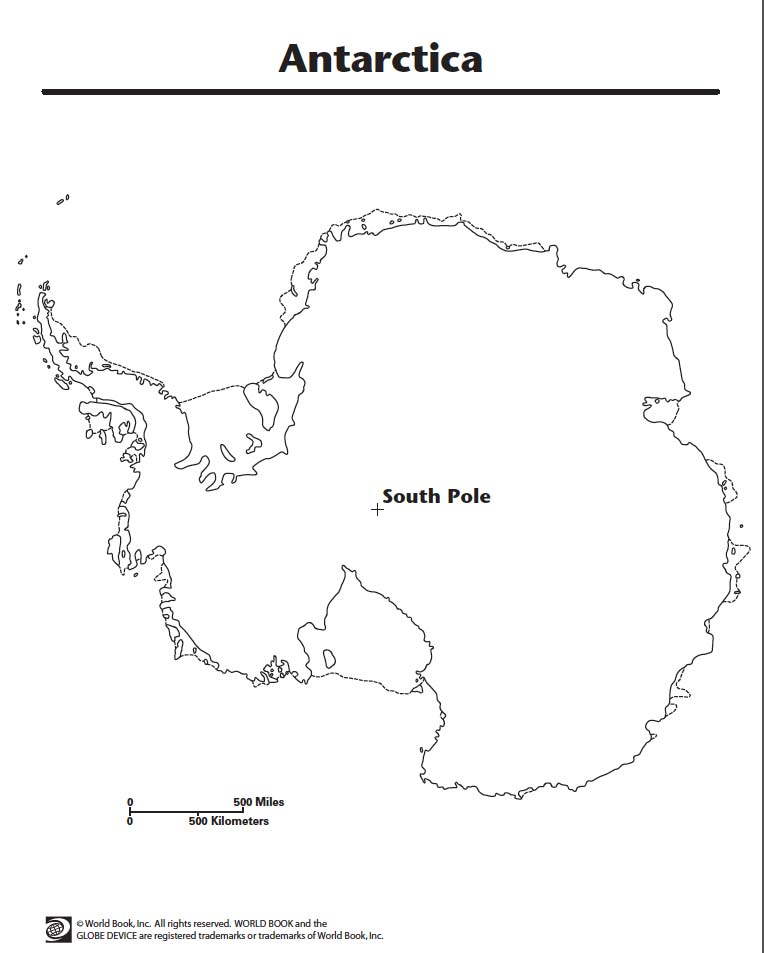 Antarctica
South Pole
0 500 Miles
0 500 Kilometers
© World Book, Inc. All rights reserved. WORLD BOOK and the
GLOBE DEVICE are registered trademarks or trademarks of World Book, Inc.